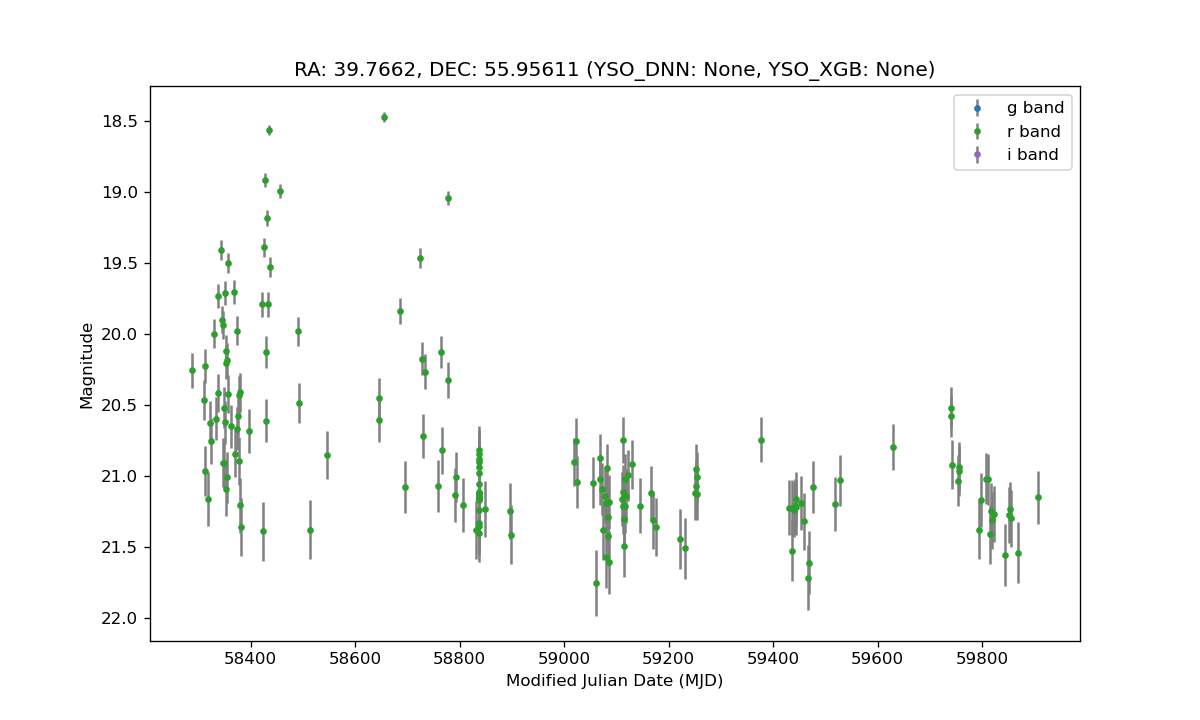 RA: 39.7662, DEC: 55.95611 (YSO_DNN: None, YSO_XGB: None)
g band
r band
i band
18.5
19.0
19.5
20.0
20.5
21.0
21.5
22.0
Magnitude
58400 58600 58800 59000 59200 59400 59600 59800
Modified Julian Date (MJD)